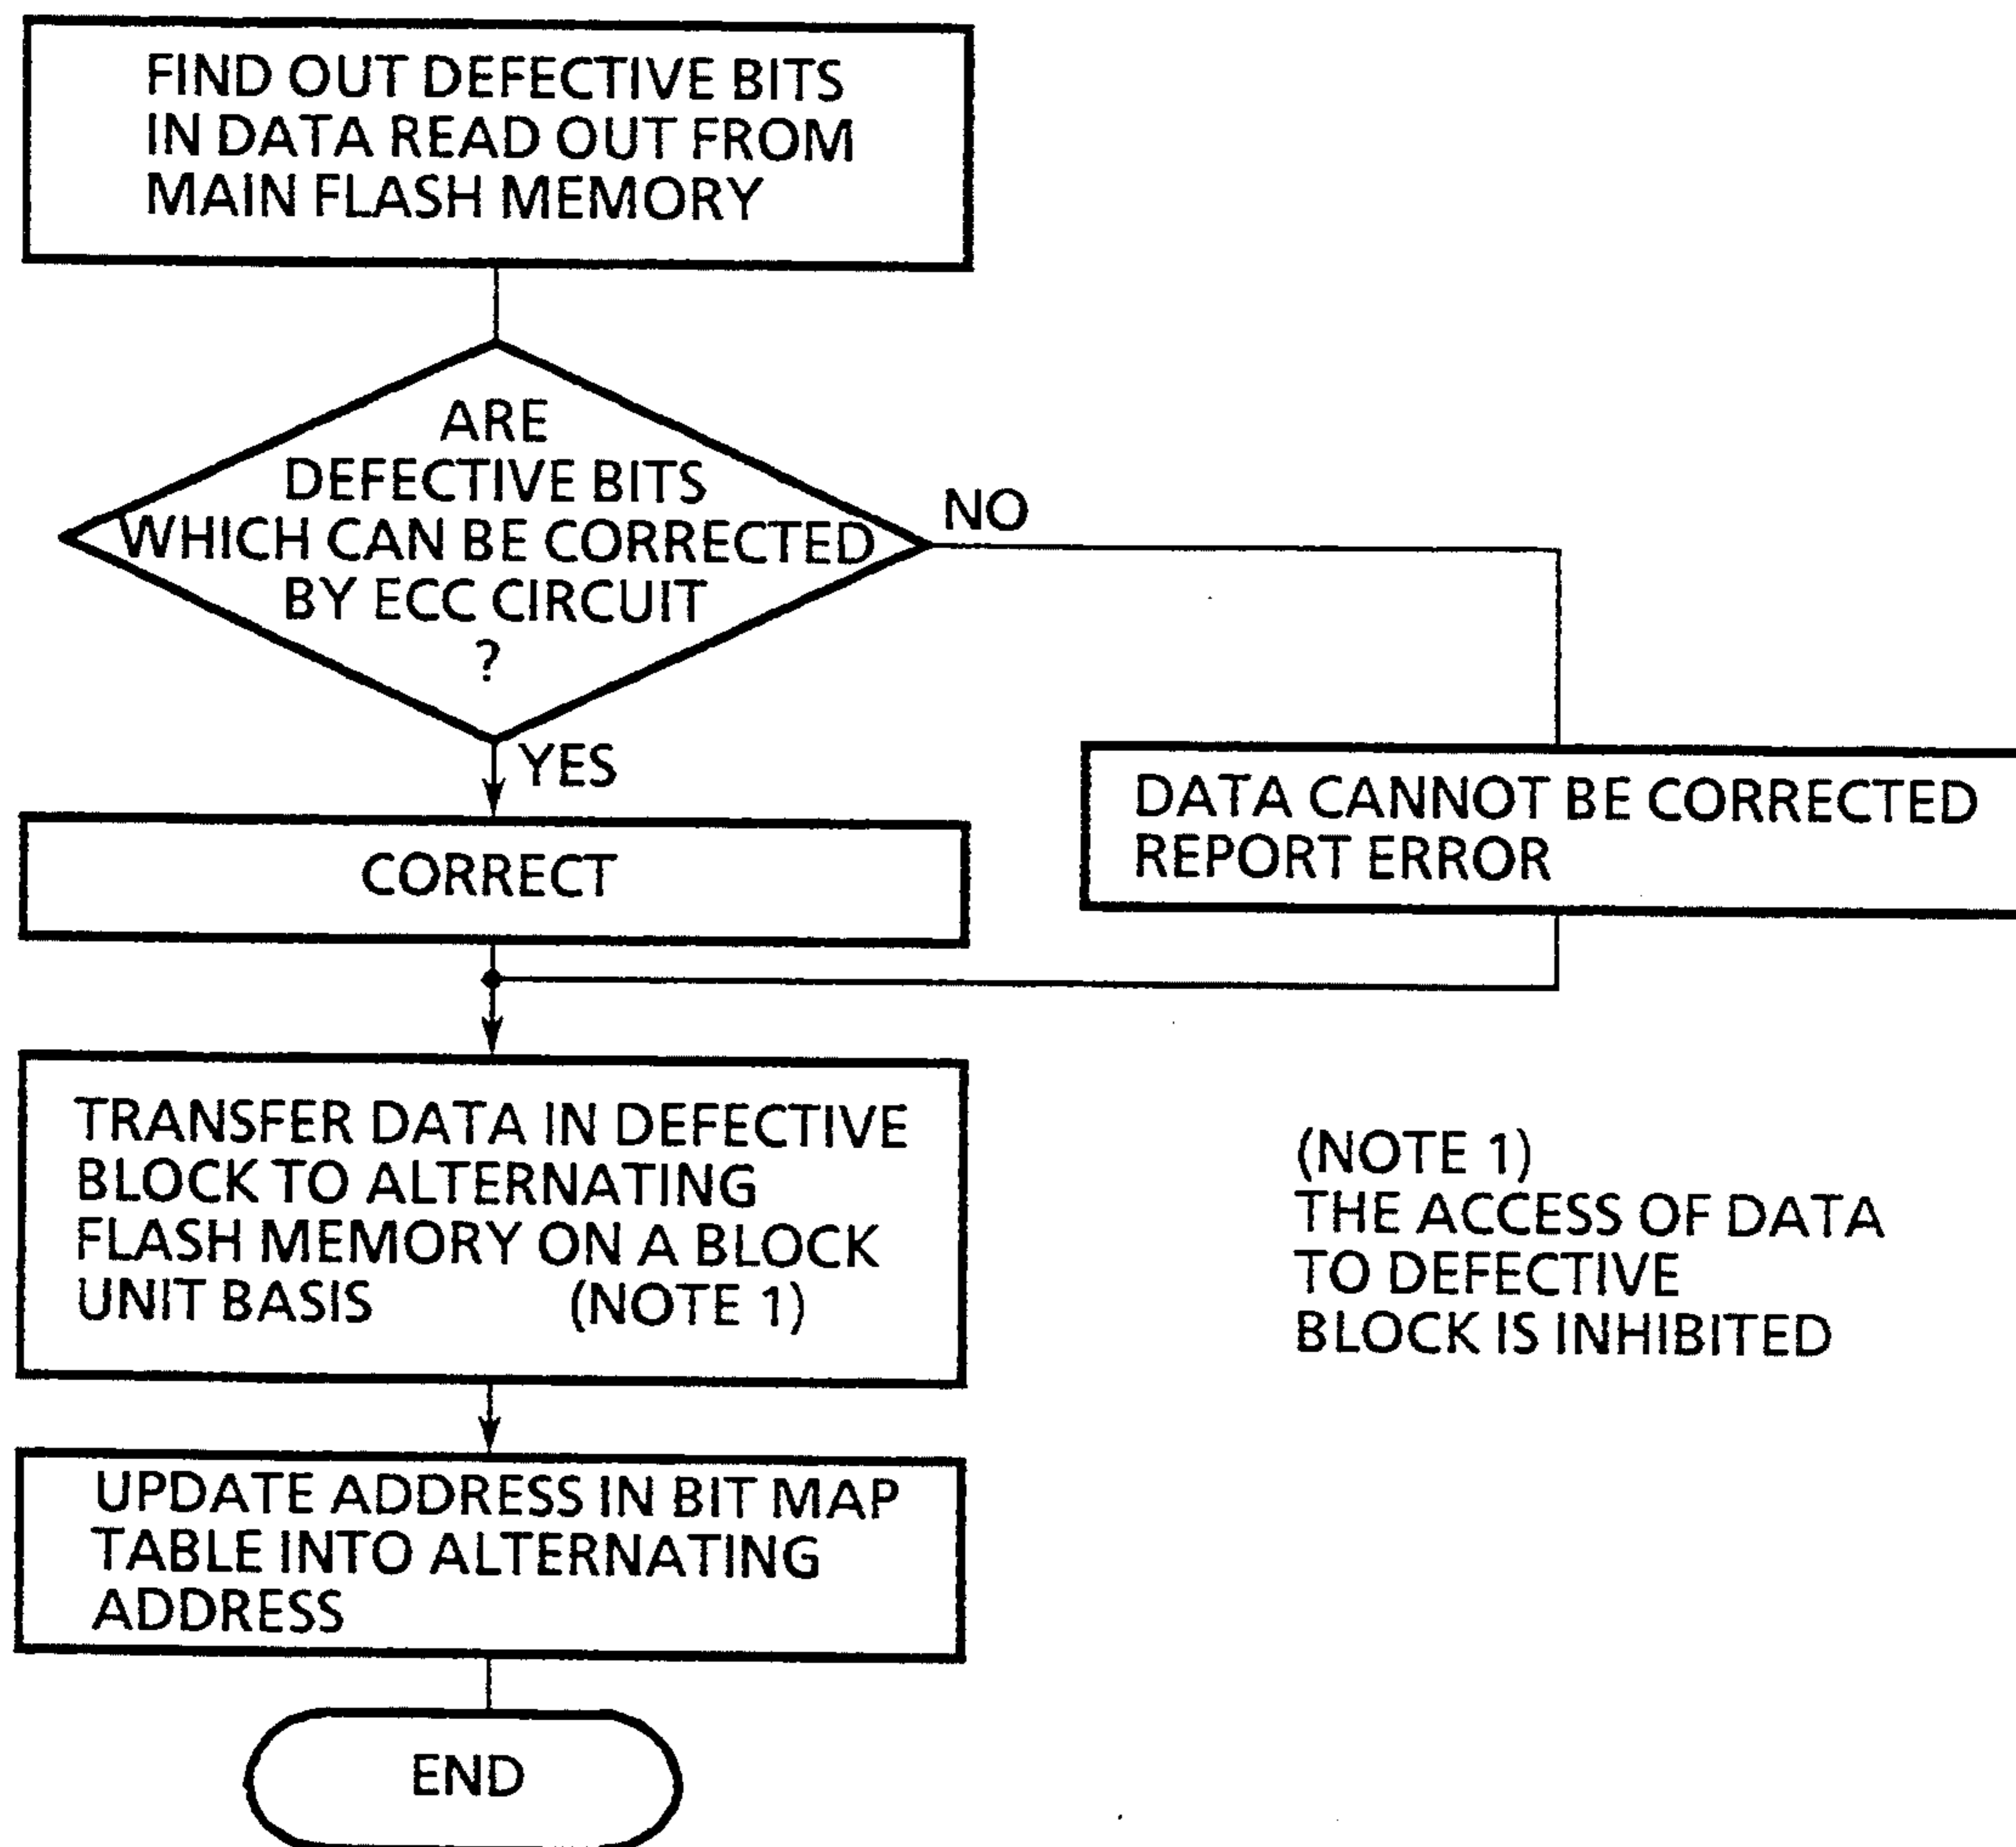 FIND OUT DEFECTIVE BITS
IN DATA READ OUT FROM
MAIN FLASH MEMORY
ARE
DEFECTIVE BITS
WHICH CAN BE CORRECTED
BY ECC CIRCUIT
?
NO
YES
DATA CANNOT BE CORRECTED
REPORT ERROR
CORRECT
TRANSFER DATA IN DEFECTIVE
BLOCK TO ALTERNATING
FLASH MEMORY ON A BLOCK
UNIT BASIS (NOTE 1)
(NOTE 1)
THE ACCESS OF DATA
TO DEFECTIVE
BLOCK IS INHIBITED
UPDATE ADDRESS IN BIT MAP
TABLE INTO ALTERNATING
ADDRESS
END